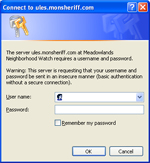 Connect to ules.monsheriff.com
The server ules.monsheriff.com at Meadowlands
Neighborhood Watch requires a username and password.
Warning: This server is requesting that your username and
password be sent in an insecure manner (basic authentication
without a secure connection).
User name:
Password:
Remember my password
OK
Cancel